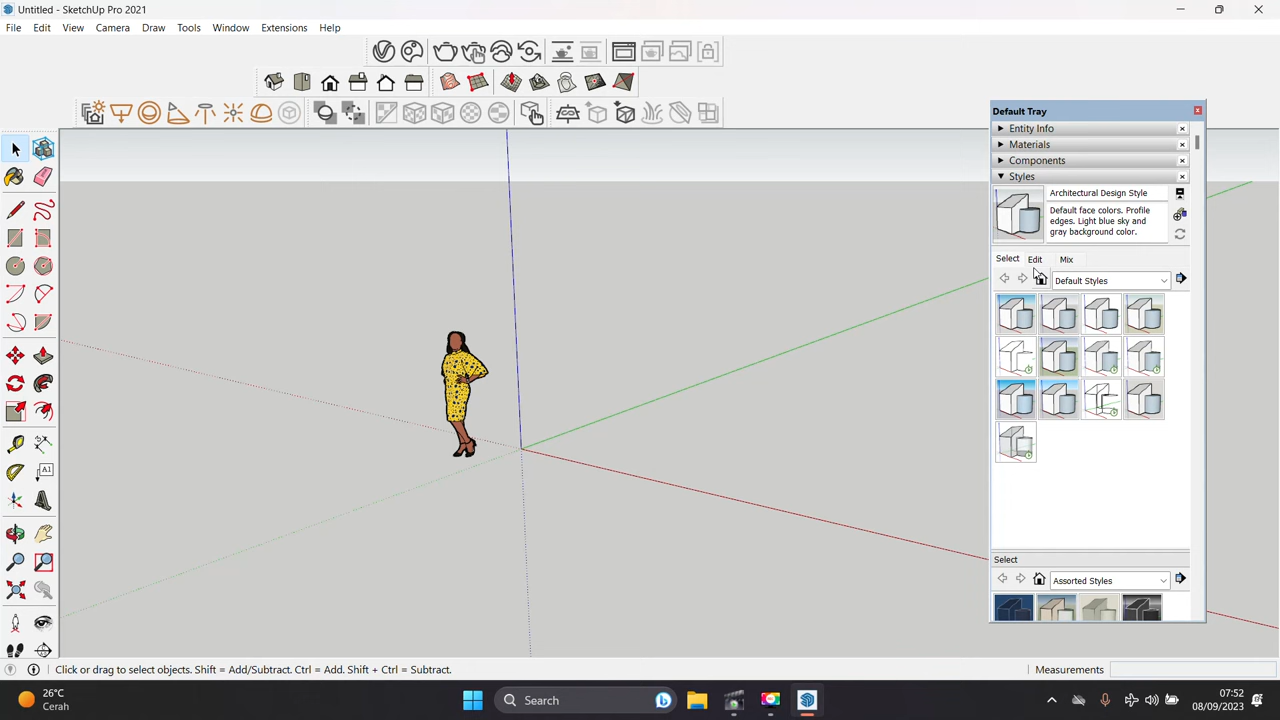 Untitled - SketchUp Pro 2021
File Edit View Camera Draw Tools Window Extensions Help
Default Tray
Entity Info
Materials
Components
Styles
Architectural Design Style
Default face colors. Profile
edges. Light blue sky and
gray background color.
Select Edit Mix
Default Styles
Select
Assorted Styles
A1
Click or drag to select objects. Shift = Add/Subtract. Ctrl = Add. Shift + Ctrl = Subtract.
Measurements
26°C
Cerah
Search
07:52
08/09/2023